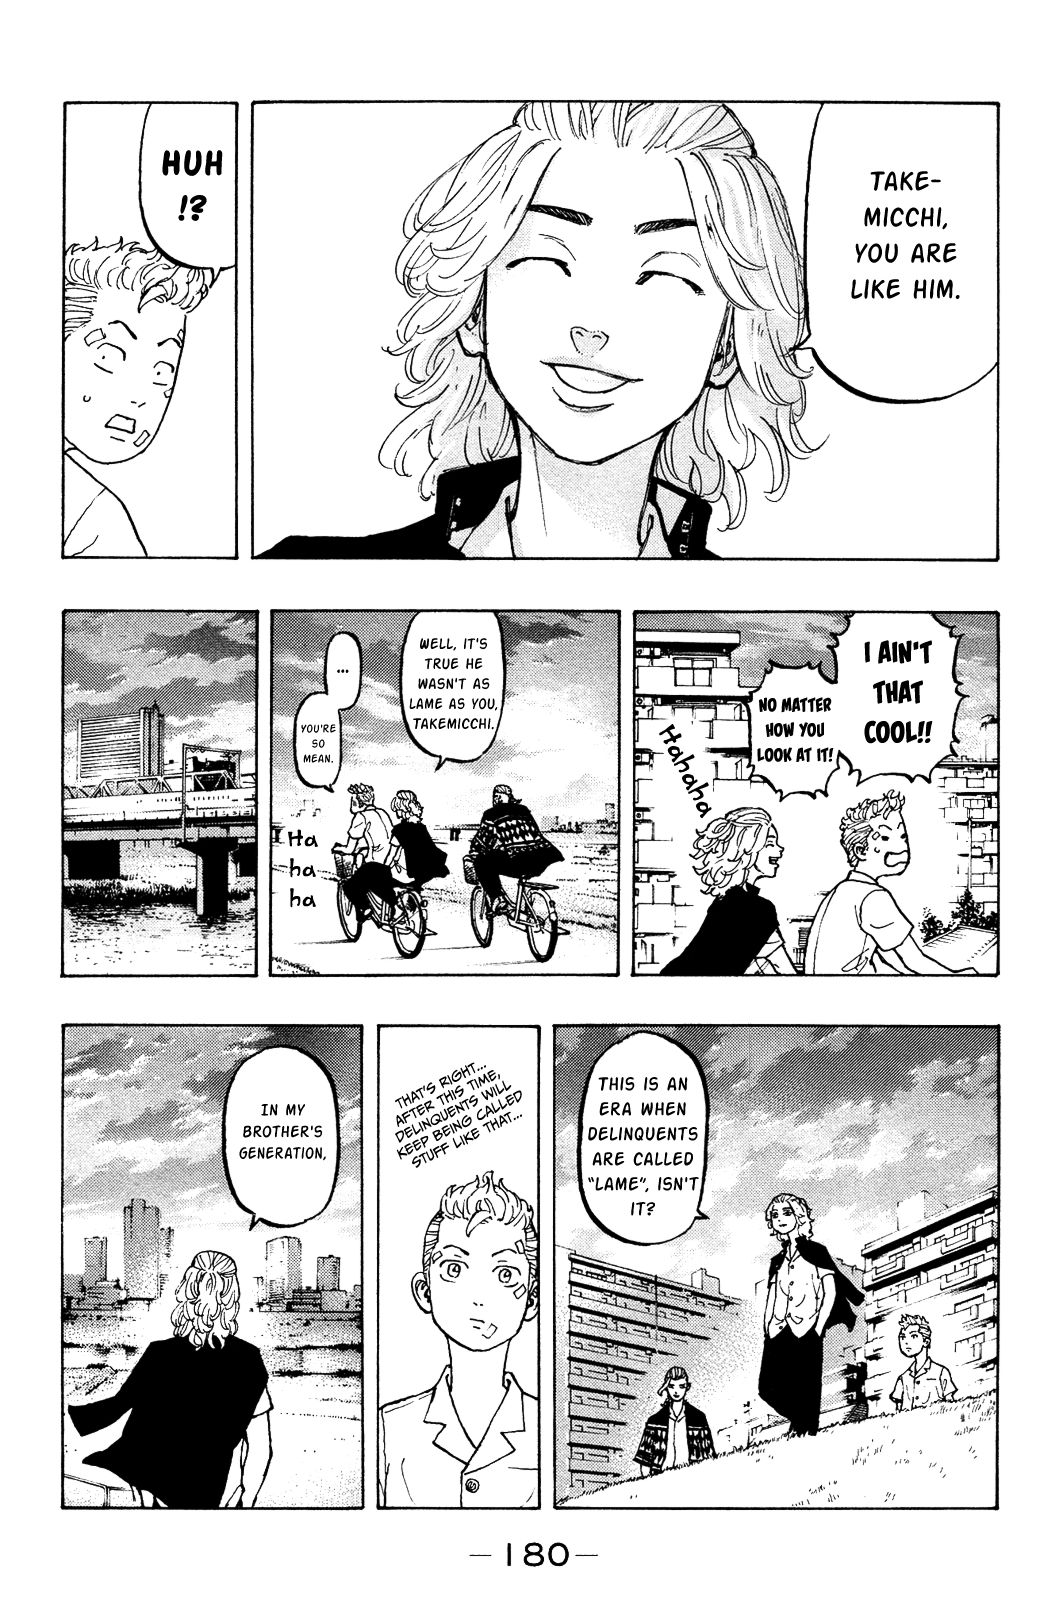 TAKE-
MICCHI,
YOU ARE
LIKE HIM.
HUH
!?
I AIN'T
THAT
COOL!!
NO MATTER
HOW YOU
LOOK AT IT!
Hahaha
WELL, IT'S
TRUE HE
WASN'T AS
LAME AS YOU,
TAKEMICCHI.
...
YOU'RE
SO
MEAN.
Ha
ha
ha
THIS IS AN
ERA WHEN
DELINQUENTS
ARE CALLED
"LAME", ISN'T
IT?
THAT'S RIGHT...
AFTER THIS TIME,
DELINQUENTS WILL
KEEP BEING CALLED
STUFF LIKE THAT...
IN MY
BROTHER'S
GENERATION,
—180—